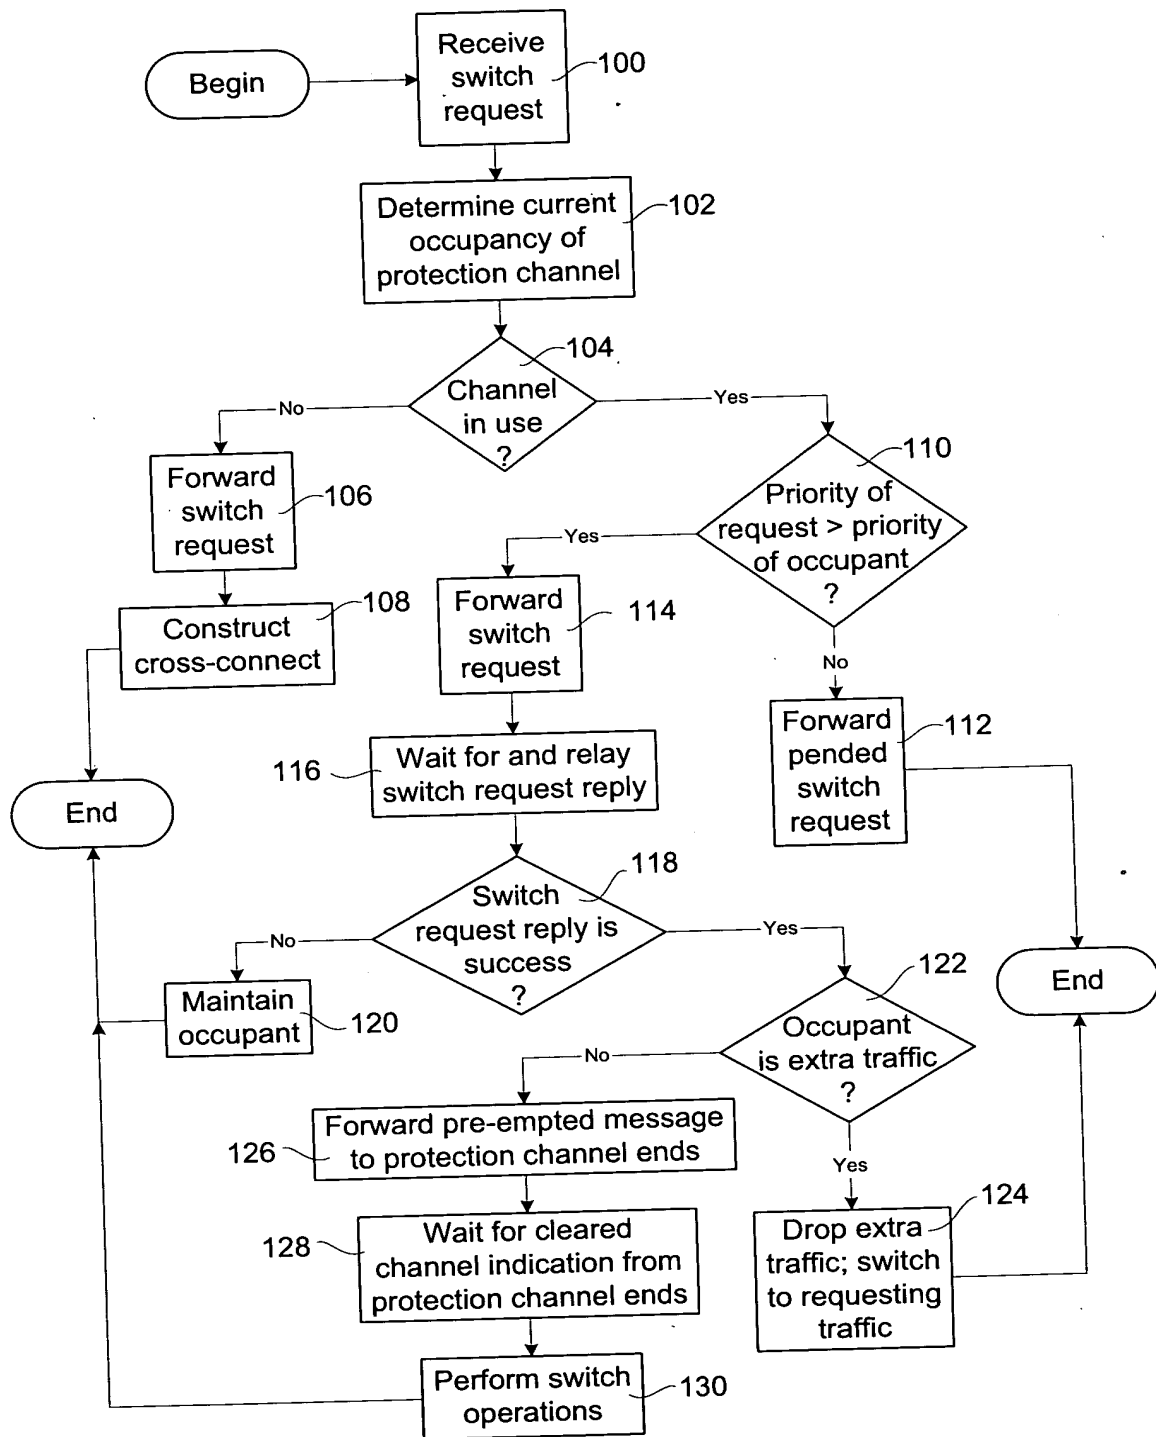 Begin
Receive
switch
request
100
Determine current
occupancy of
protection channel
102
104
Channel
in use
?
No
Yes
Forward
switch
request
106
110
Priority of
request > priority
of occupant
?
Yes
No
108
Construct
cross-connect
Forward
switch
request
114
Forward
pended
switch
request
112
116
Wait for and relay
switch request reply
End
118
Switch
request reply is
success
?
No
Yes
Maintain
occupant
120
122
Occupant
is extra traffic
?
End
No
Yes
126
Forward pre-empted message
to protection channel ends
128
Wait for cleared
channel indication from
protection channel ends
124
Drop extra
traffic; switch
to requesting
traffic
Perform switch
operations
130